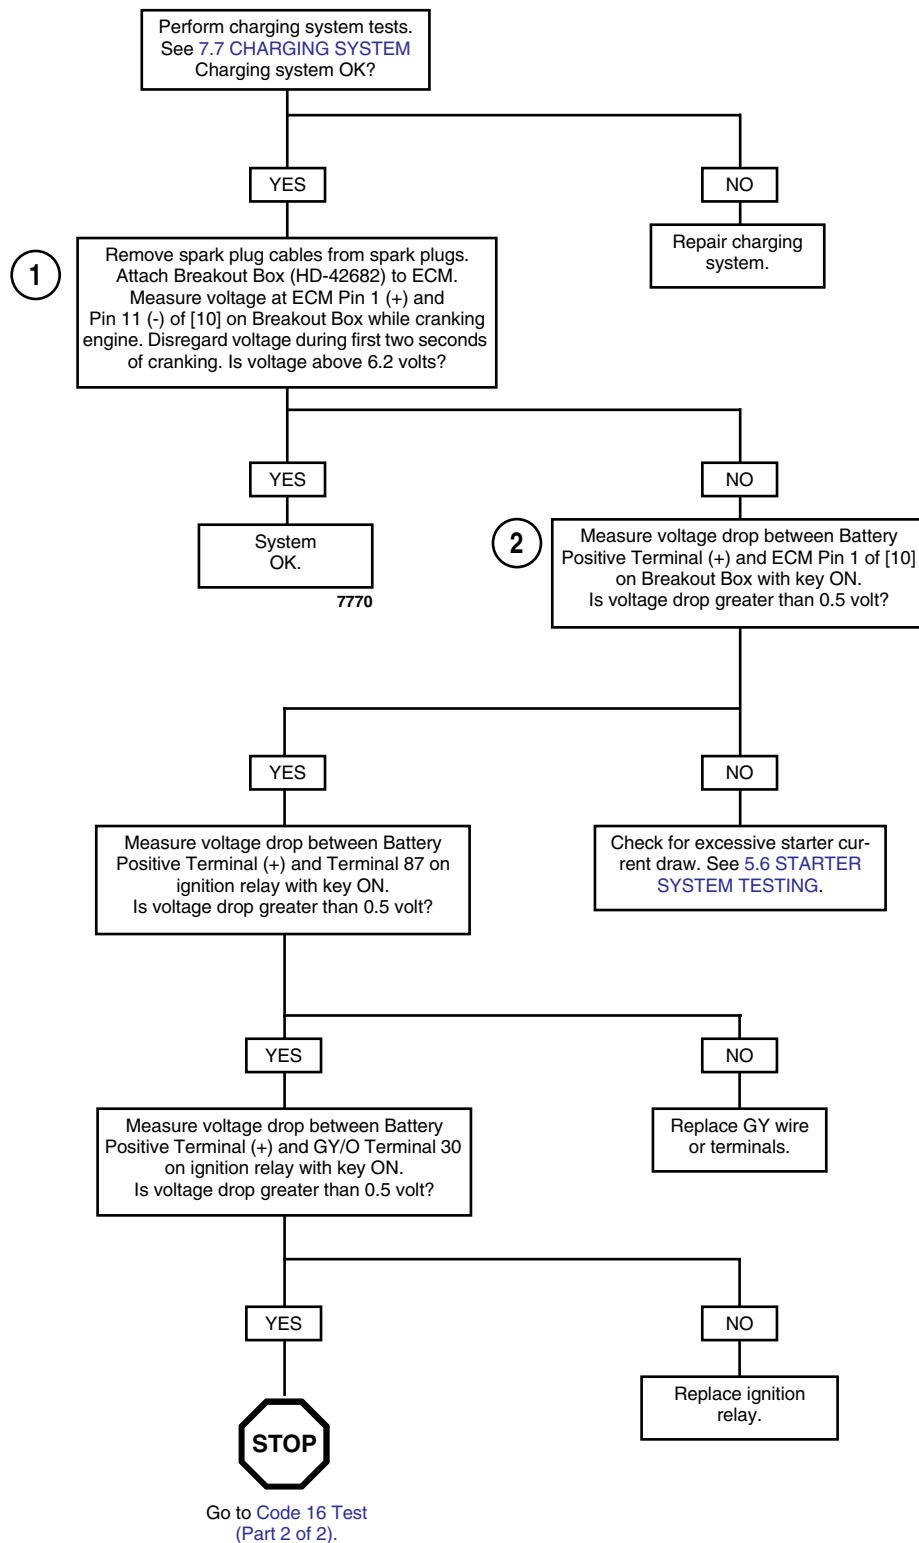 Perform charging system tests.
See 7.7 CHARGING SYSTEM
Charging system OK?
YES
NO
Repair charging
system.
1
Remove spark plug cables from spark plugs.
Attach Breakout Box (HD-42682) to ECM.
Measure voltage at ECM Pin 1 (+) and
Pin 11 (-) of [10] on Breakout Box while cranking
engine. Disregard voltage during first two seconds
of cranking. Is voltage above 6.2 volts?
YES
NO
System
OK.
7770
2
Measure voltage drop between Battery
Positive Terminal (+) and ECM Pin 1 of [10]
on Breakout Box with key ON.
Is voltage drop greater than 0.5 volt?
YES
NO
Measure voltage drop between Battery
Positive Terminal (+) and Terminal 87 on
ignition relay with key ON.
Is voltage drop greater than 0.5 volt?
Check for excessive starter cur-
rent draw. See 5.6 STARTER
SYSTEM TESTING.
YES
NO
Measure voltage drop between Battery
Positive Terminal (+) and GY/O Terminal 30
on ignition relay with key ON.
Is voltage drop greater than 0.5 volt?
Replace GY wire
or terminals.
YES
NO
STOP
Replace ignition
relay.
Go to Code 16 Test
(Part 2 of 2).